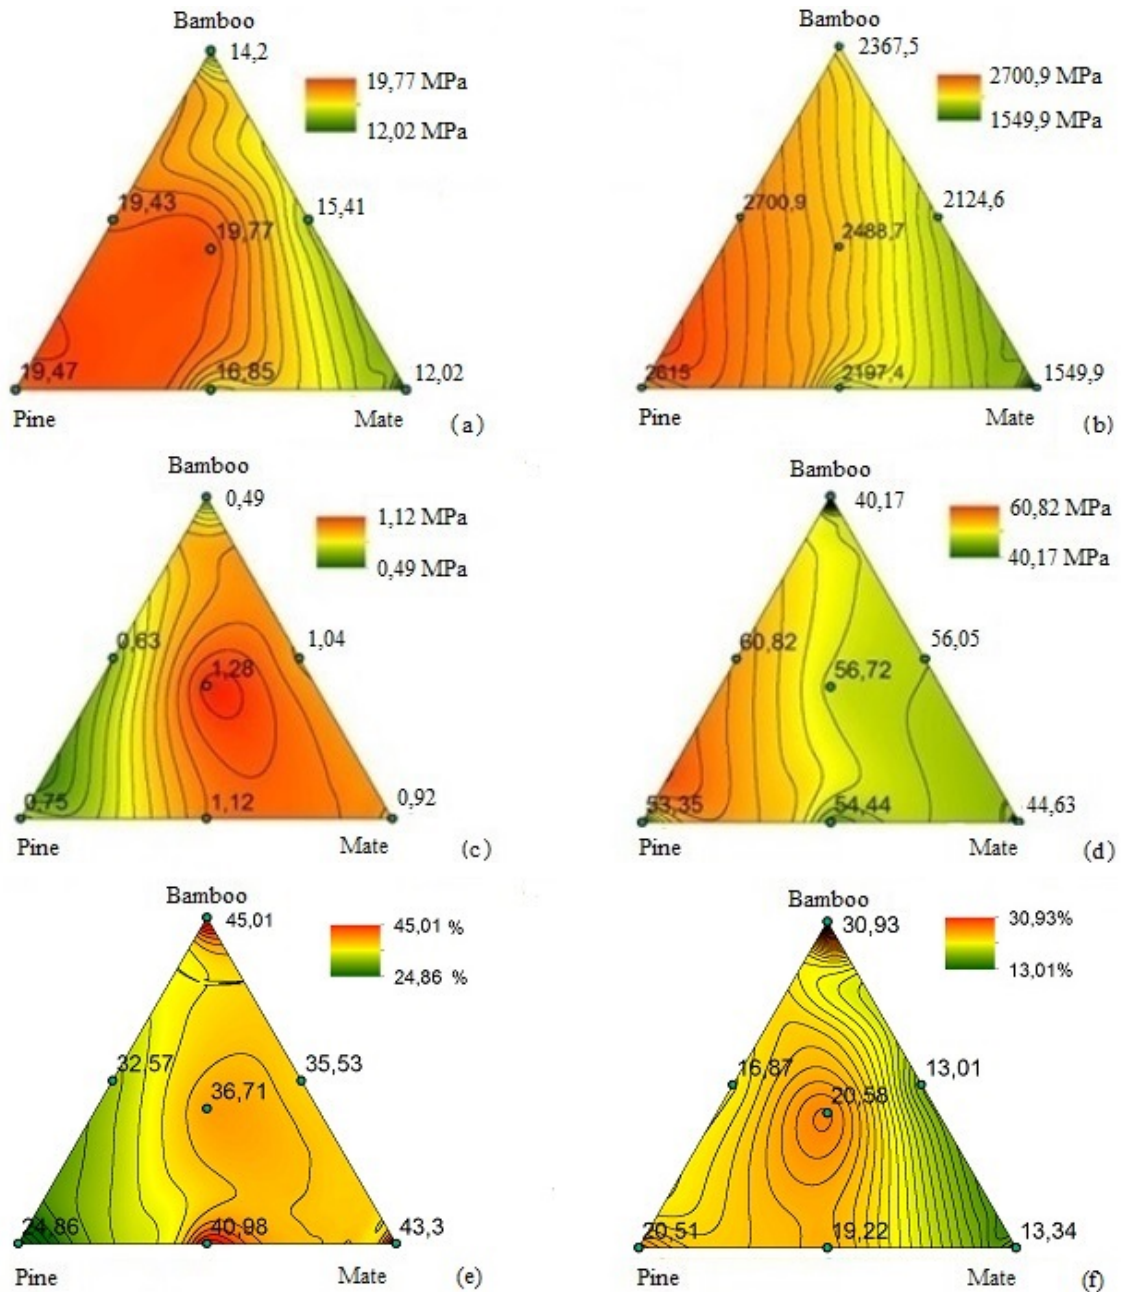 Bamboo
14,2
19,77 MPa
12,02 MPa
19,43
15,41
19,77
19,47
16,85
12,02
Pine
Mate
(a)
Bamboo
2367,5
2700,9 MPa
1549,9 MPa
2700,9
2124,6
2488,7
2615
2197,4
1549,9
Pine
Mate
(b)
Bamboo
0,49
1,12 MPa
0,49 MPa
0,63
1,04
1,28
0,75
1,12
0,92
Pine
Mate
(c)
Bamboo
40,17
60,82 MPa
40,17 MPa
60,82
56,05
56,72
53,35
54,44
44,63
Pine
Mate
(d)
Bamboo
45,01
45,01 %
24,86 %
32,57
35,53
36,71
24,86
40,98
43,3
Pine
Mate
(e)
Bamboo
30,93
30,93%
13,01%
16,87
13,01
20,58
20,51
19,22
13,34
Pine
Mate
(f)